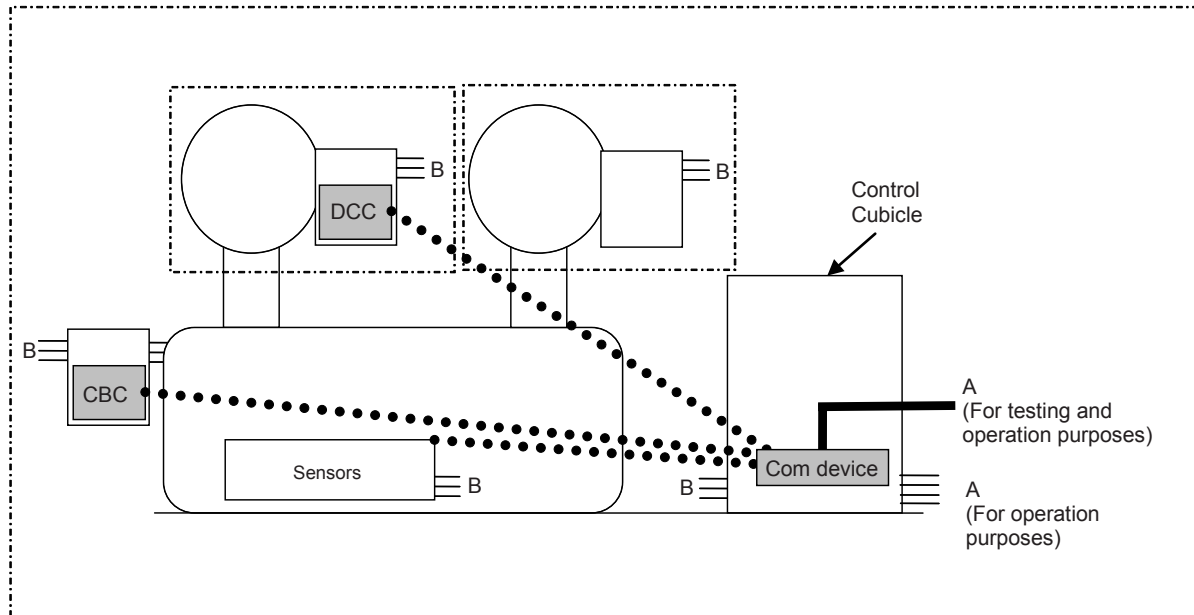 B
DCC
B
Control
Cubicle
B
CBC
A
(For testing and
operation purposes)
Com device
Sensors
B
B
A
(For operation
purposes)